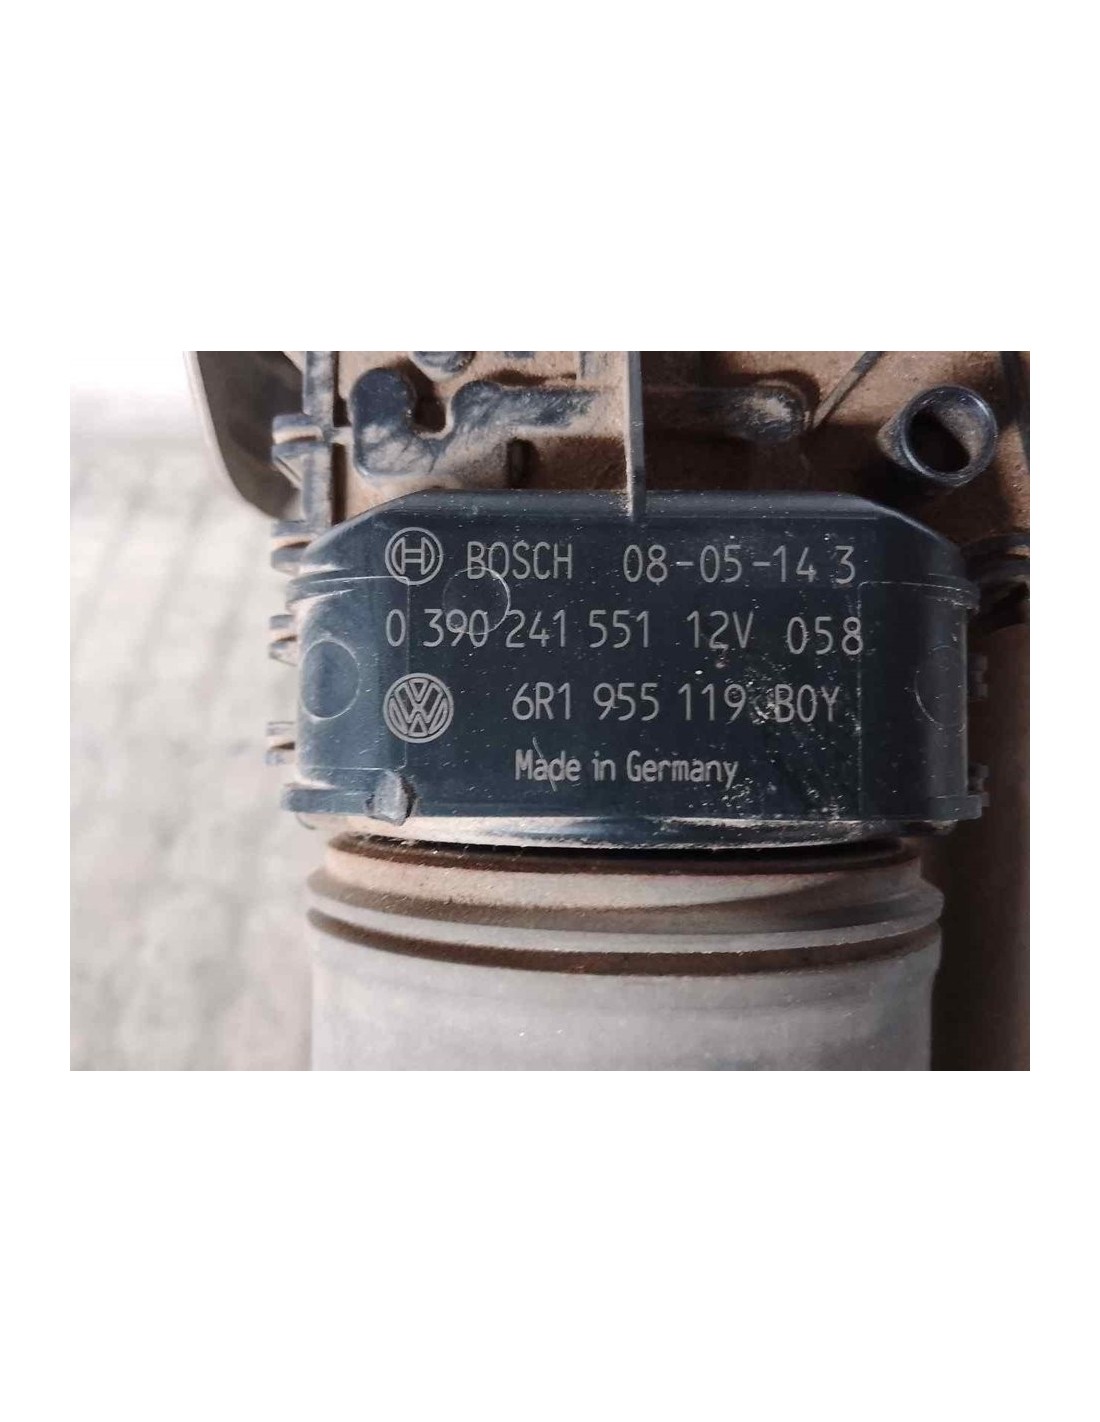 BOSCH 08-05-14 3
0 390 241 551 12V 058
6R1 955 119 B0Y
Made in Germany